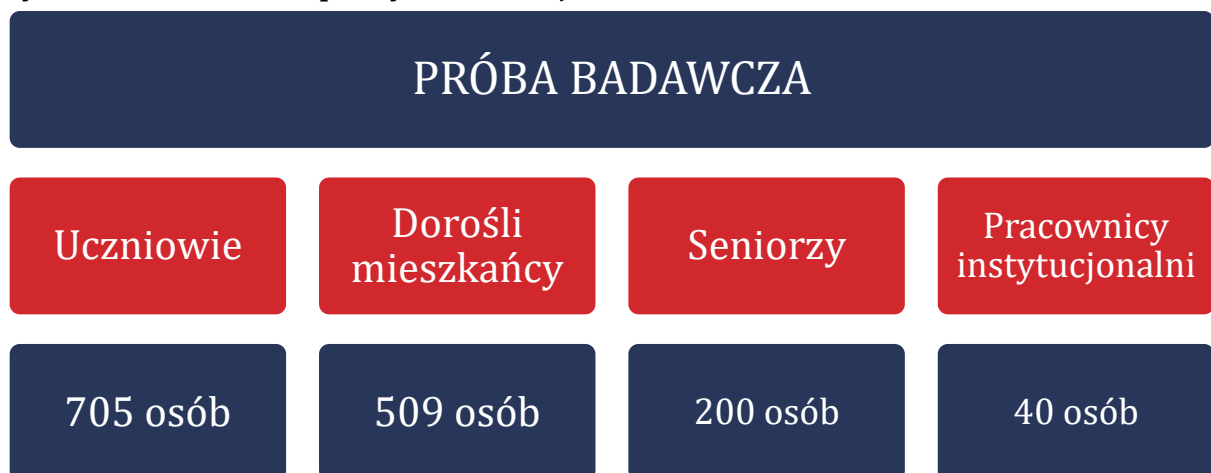 PRÓBA BADAWCZA
Uczniowie
Dorośli
mieszkańcy
Seniorzy
Pracownicy
instytucjonalni
705 osób
509 osób
200 osób
40 osób